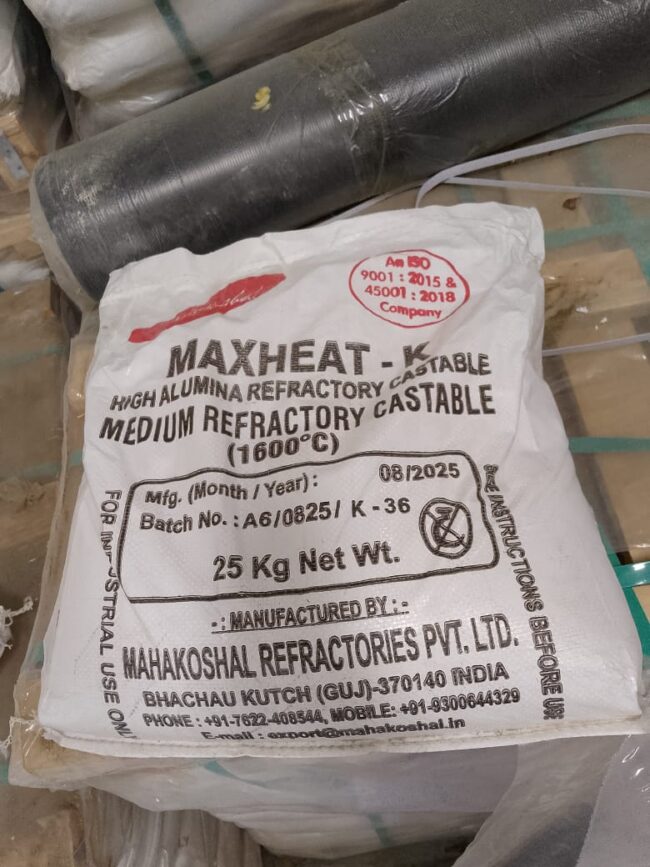 An ISO
9001 : 2015 &
45001 : 2018
Company
MAXHEAT - K
HIGH ALUMINA REFRACTORY CASTABLE
MEDIUM REFRACTORY CASTABLE
(1600°C)
Mfg. (Month / Year) : 08/2025
Batch No. : A6/0825/ K - 36
25 Kg Net Wt.
FOR INDUSTRIAL USE ONLY
Read INSTRUCTIONS BEFORE USE
-: MANUFACTURED BY : -
MAHAKOSHAL REFRACTORIES PVT. LTD.
BHACHAU KUTCH (GUJ)-370140 INDIA
PHONE : +91-7622-408544, MOBILE: +91-9300644329
E-mail : export@mahakoshal.in